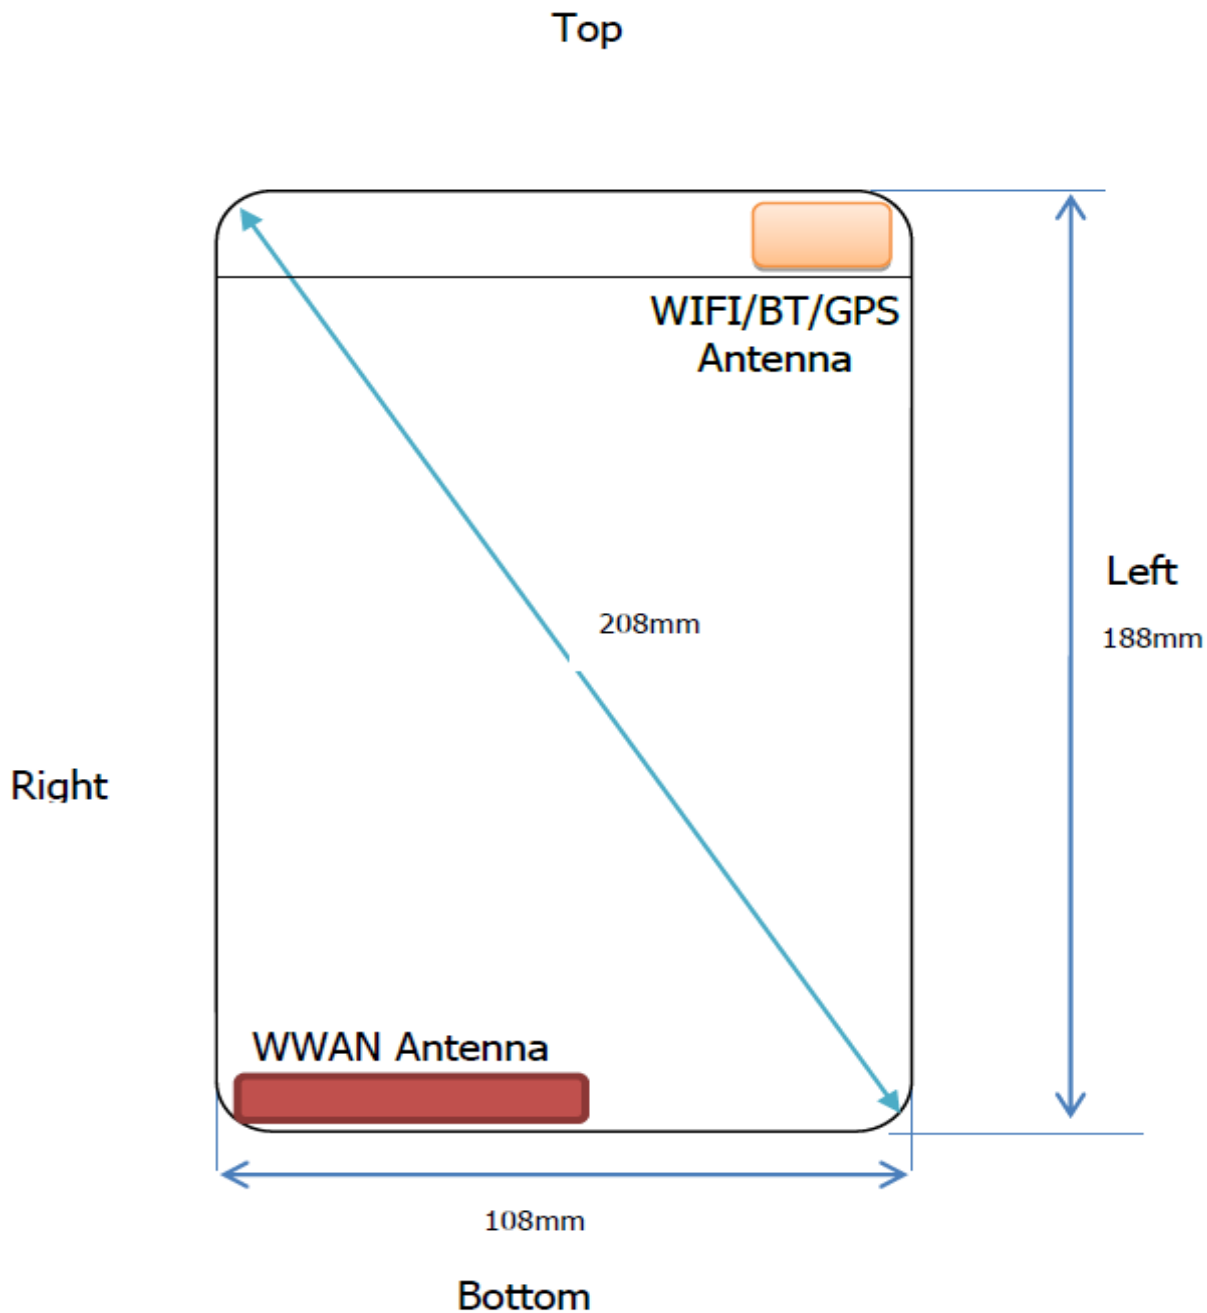 Top
WIFI/BT/GPS
Antenna
208mm
Left
188mm
Right
WWAN Antenna
108mm
Bottom